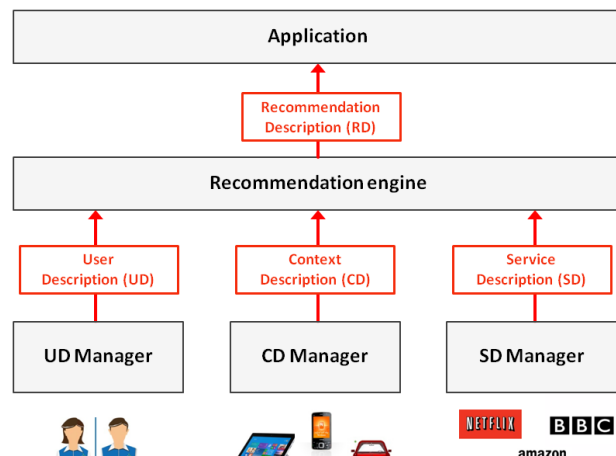 Application
Recommendation
Description (RD)
Recommendation engine
User
Description (UD)
Context
Description (CD)
Service
Description (SD)
UD Manager
CD Manager
SD Manager
NETFLIX
BBC
amazon